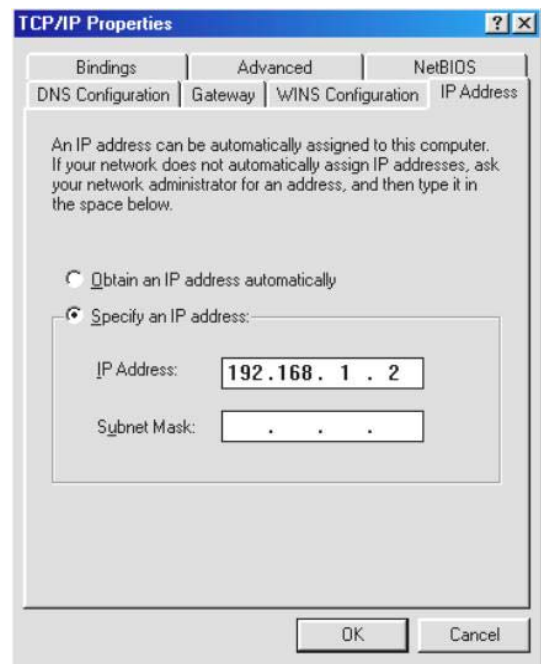 TCP/IP Properties
Bindings Advanced NetBIOS
DNS Configuration Gateway WINS Configuration IP Address
An IP address can be automatically assigned to this computer.
If your network does not automatically assign IP addresses, ask
your network administrator for an address, and then type it in
the space below.
Obtain an IP address automatically
Specify an IP address:
IP Address: 192.168. 1 . 2
Subnet Mask: . . .
OK Cancel